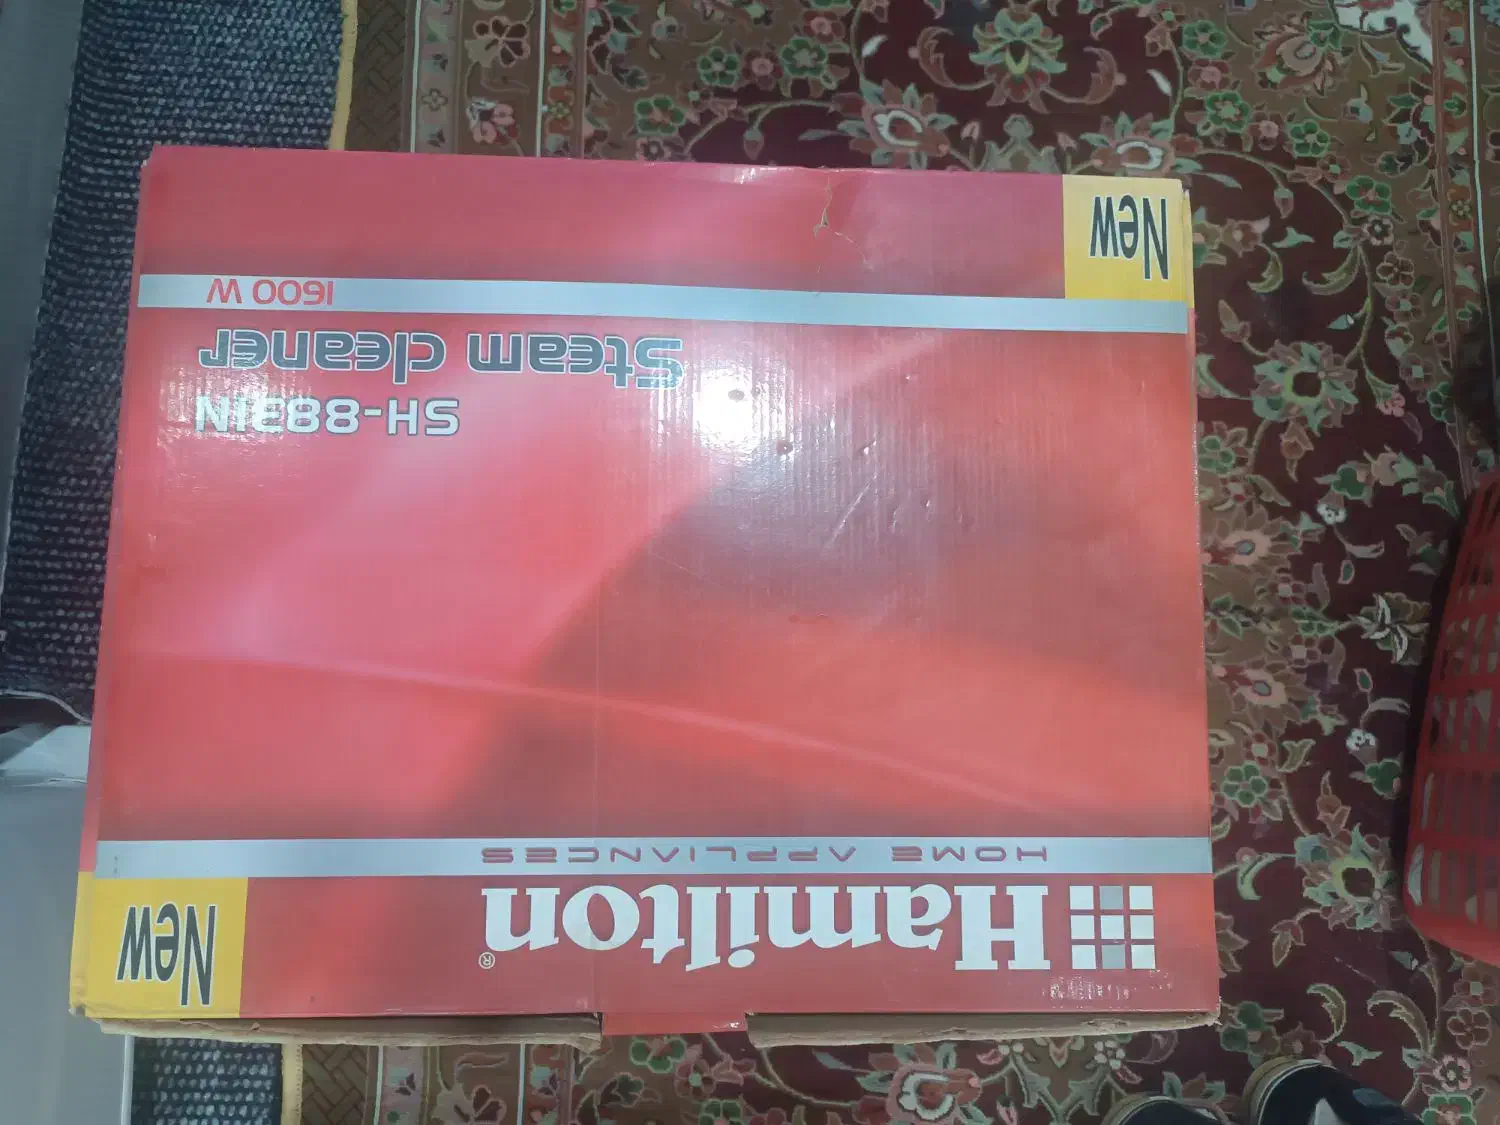 New
Hamilton®
HOME APPLIANCES
SH-883IN
Steam cleaner
1600 W
New